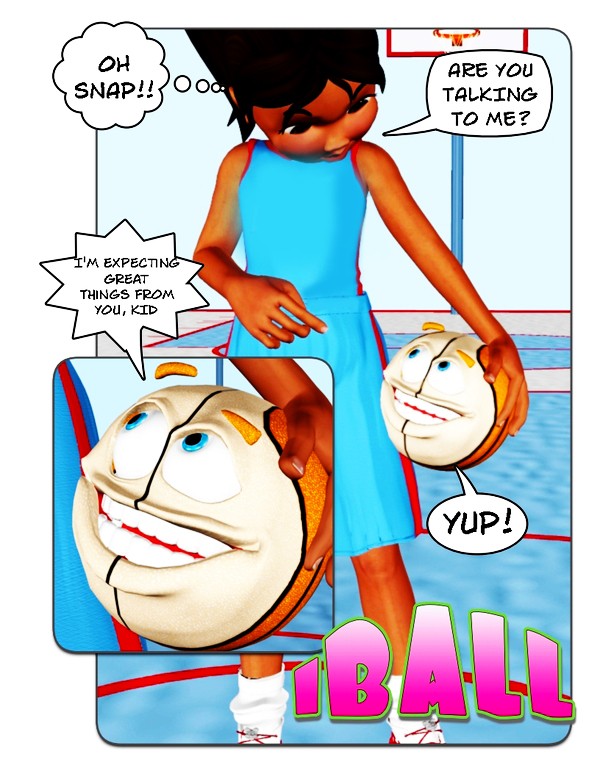 OH
SNAP!!
ARE YOU
TALKING
TO ME?
I'M EXPECTING
GREAT
THINGS FROM
YOU, KID
YUP!
iBALL